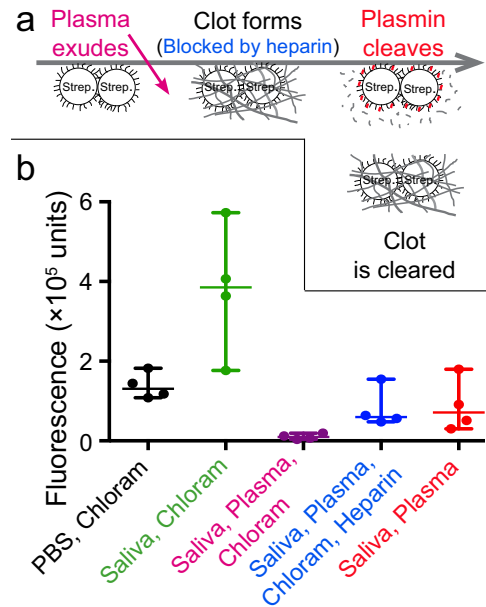 a
Plasma
exudes
Clot forms
(Blocked by heparin)
Plasmin
cleaves
Strep. Strep.
Strep. Strep.
Strep. Strep.
Strep. Strep.
Clot
is cleared
b
Fluorescence (×10⁵ units)
6
4
2
0
PBS, Chloram
Saliva, Chloram
Saliva, Plasma,
Chloram
Saliva, Plasma,
Chloram, Heparin
Saliva, Plasma